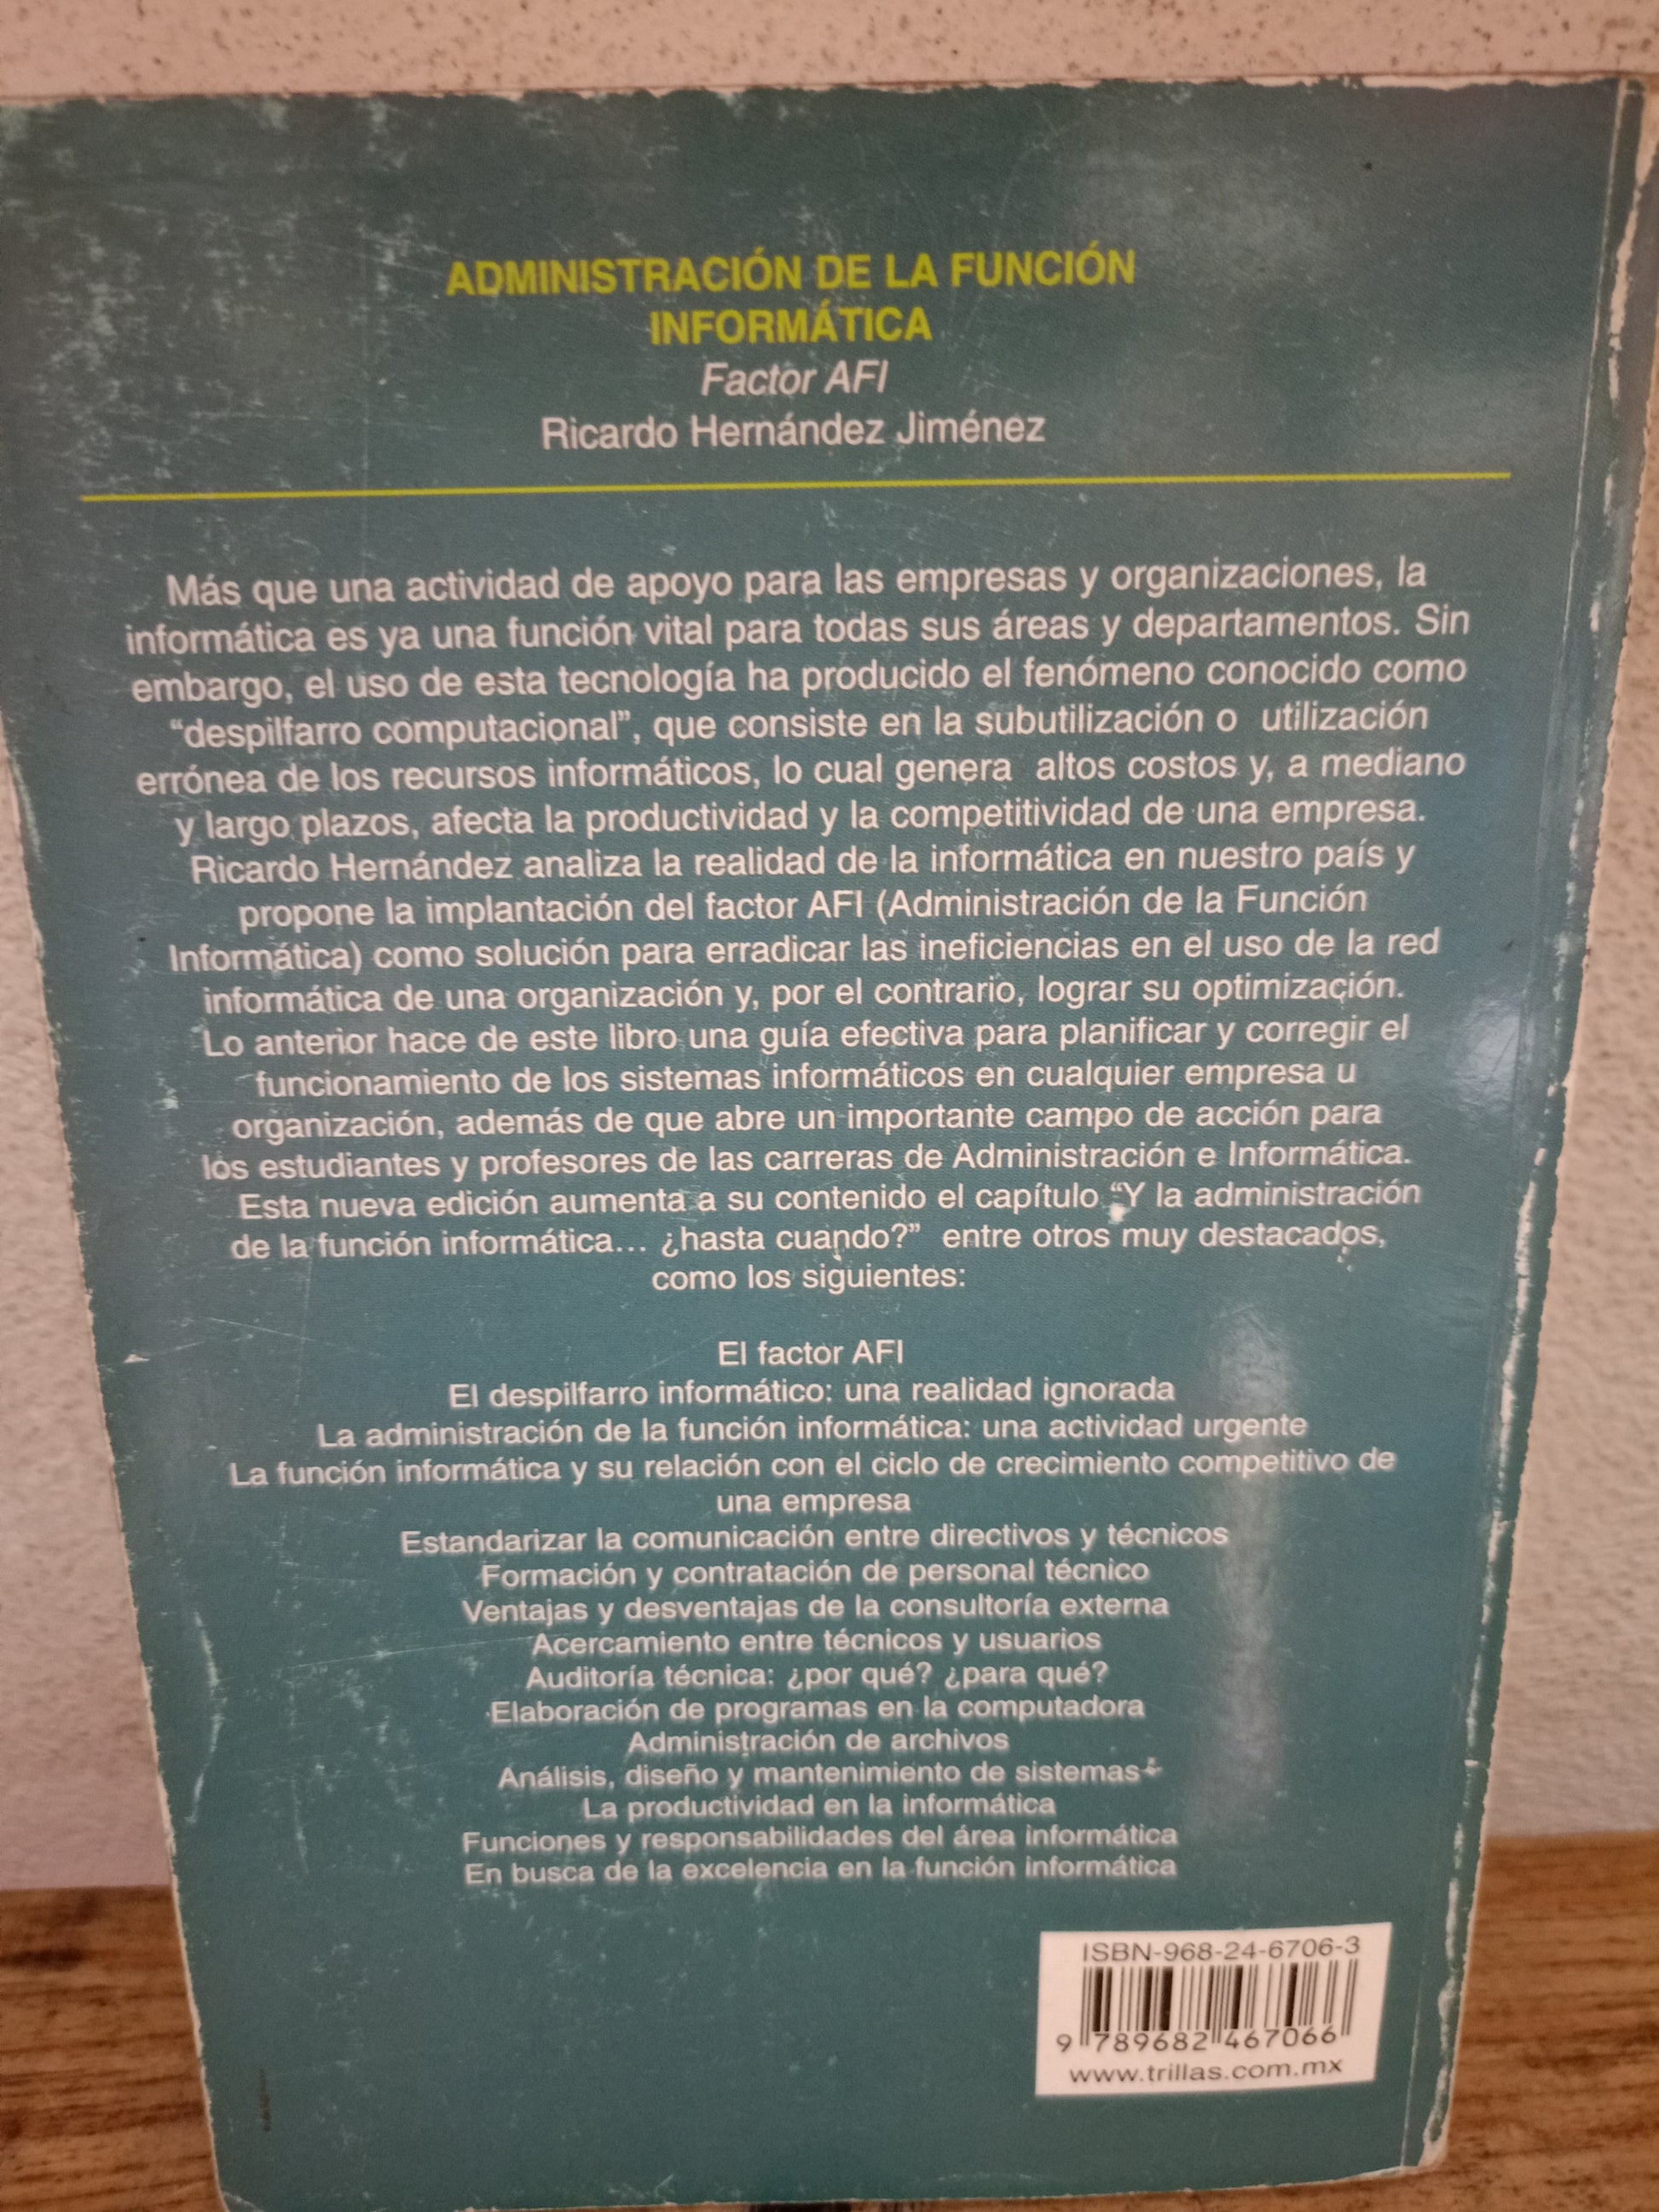 ADMINISTRACIÓN DE LA FUNCIÓN
INFORMÁTICA
Factor AFI
Ricardo Hernández Jiménez
Más que una actividad de apoyo para las empresas y organizaciones, la
informática es ya una función vital para todas sus áreas y departamentos. Sin
embargo, el uso de esta tecnología ha producido el fenómeno conocido como
“despilfarro computacional”, que consiste en la subutilización o utilización
errónea de los recursos informáticos, lo cual genera altos costos y, a mediano
y largo plazos, afecta la productividad y la competitividad de una empresa.
Ricardo Hernández analiza la realidad de la informática en nuestro país y
propone la implantación del factor AFI (Administración de la Función
Informática) como solución para erradicar las ineficiencias en el uso de la red
informática de una organización y, por el contrario, lograr su optimización.
Lo anterior hace de este libro una guía efectiva para planificar y corregir el
funcionamiento de los sistemas informáticos en cualquier empresa u
organización, además de que abre un importante campo de acción para
los estudiantes y profesores de las carreras de Administración e Informática.
Esta nueva edición aumenta a su contenido el capítulo “Y la administración
de la función informática... ¿hasta cuando?” entre otros muy destacados,
como los siguientes:
El factor AFI
El despilfarro informático: una realidad ignorada
La administración de la función informática: una actividad urgente
La función informática y su relación con el ciclo de crecimiento competitivo de
una empresa
Estandarizar la comunicación entre directivos y técnicos
Formación y contratación de personal técnico
Ventajas y desventajas de la consultoría externa
Acercamiento entre técnicos y usuarios
Auditoría técnica: ¿por qué? ¿para qué?
Elaboración de programas en la computadora
Administración de archivos
Análisis, diseño y mantenimiento de sistemas
La productividad en la informática
Funciones y responsabilidades del área informática
En busca de la excelencia en la función informática
ISBN-968-24-6706-3
9 789682 467066
www.trillas.com.mx